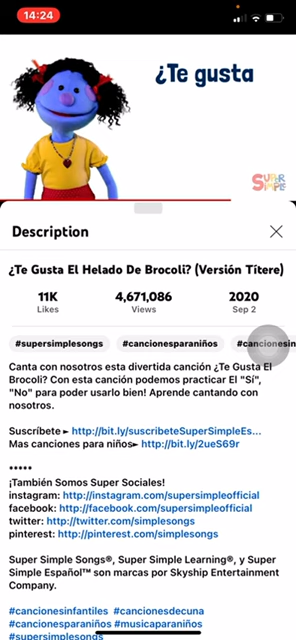 14:24
¿Te gusta
SUPER
SIMPLE
Description
¿Te Gusta El Helado De Brocoli? (Versión Títere)
11K 4,671,086 2020
Likes Views Sep 2
#supersimplesongs #cancionesparaniños #cancionesin
Canta con nosotros esta divertida canción ¿Te Gusta El
Brocoli? Con esta canción podemos practicar El "Sí",
"No" para poder usarlo bien! Aprende cantando con
nosotros.
Suscríbete ► http://bit.ly/suscribeteSuperSimpleEs...
Mas canciones para niños► http://bit.ly/2ueS69r
•••••
¡También Somos Super Sociales!
instagram: http://instagram.com/supersimpleofficial
facebook: http://facebook.com/supersimpleofficial
twitter: http://twitter.com/simplesongs
pinterest: http://pinterest.com/simplesongs
Super Simple Songs®, Super Simple Learning®, y Super
Simple Español™ son marcas por Skyship Entertainment
Company.
#cancionesinfantiles #cancionesdecuna
#cancionesparaniños #musicaparaniños
#supersimplesongs